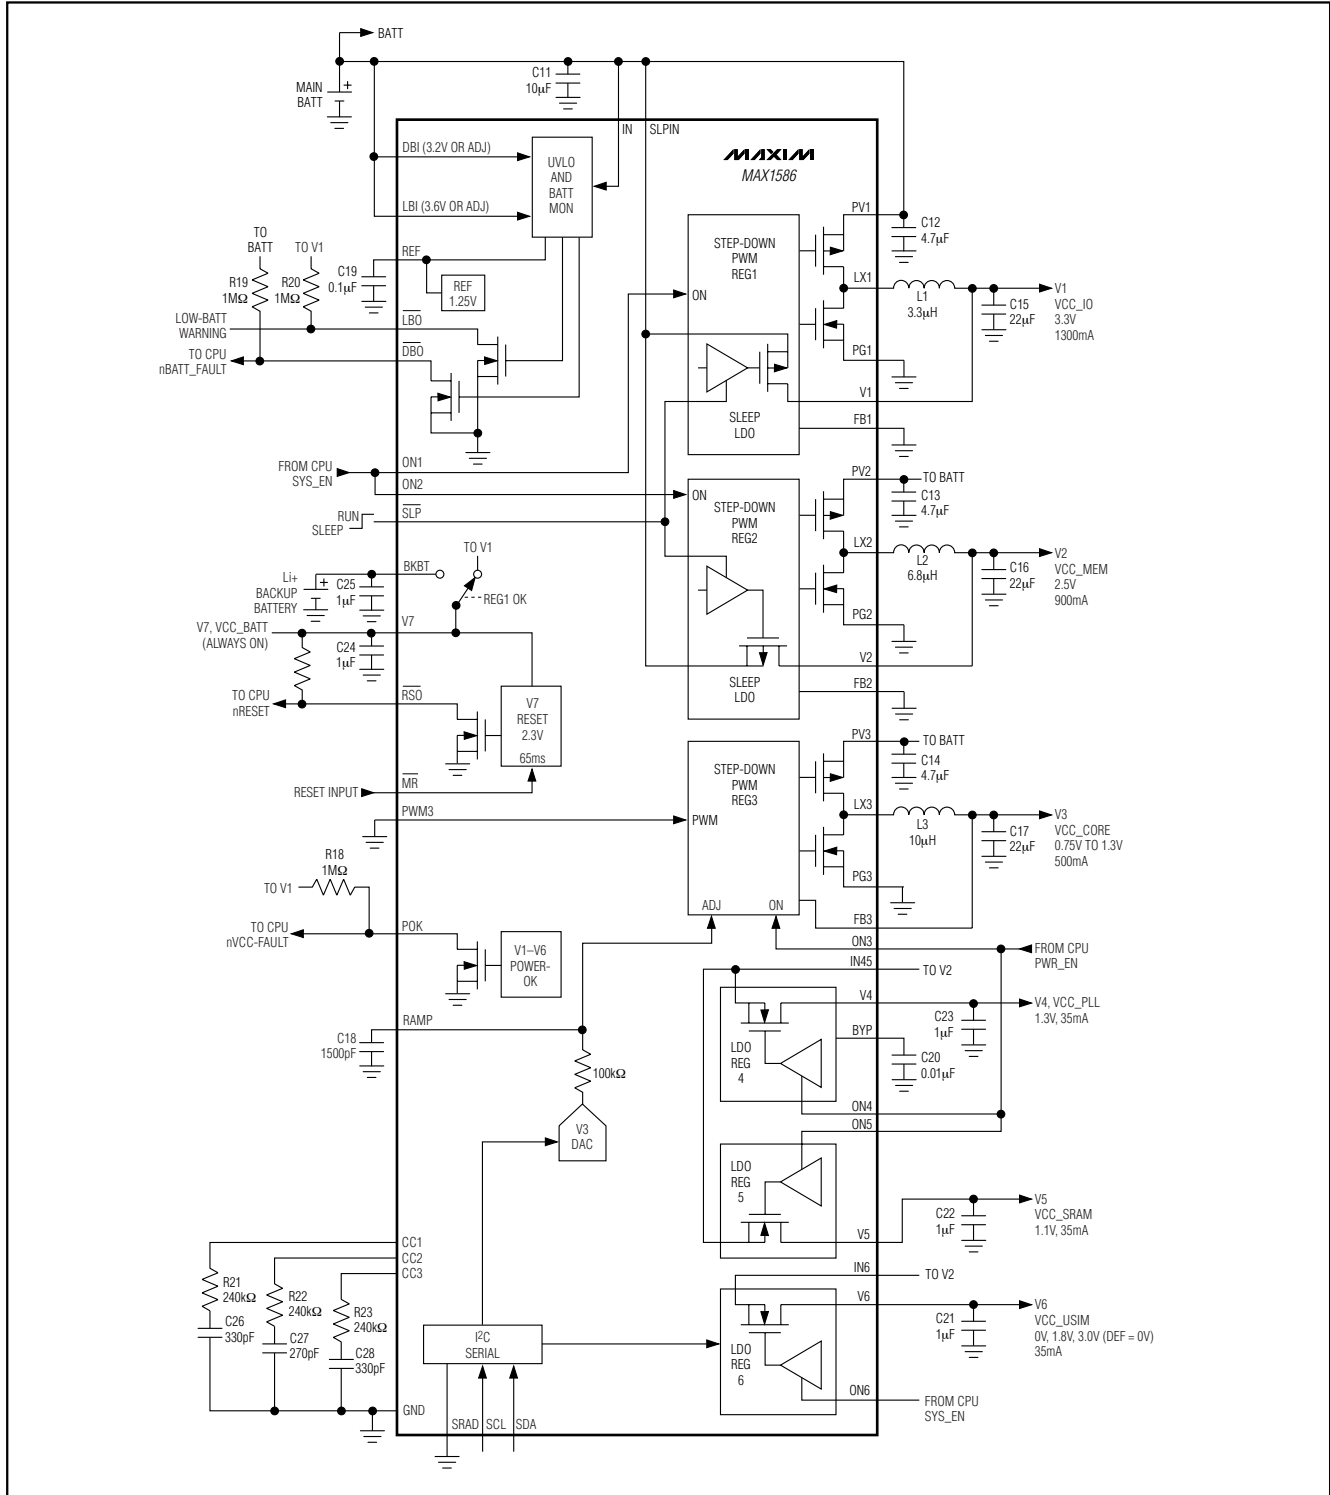 BATT
MAIN
BATT
+
C11
10µF
IN
SLPIN
MAXIM
MAX1586
DBI (3.2V OR ADJ)
LBI (3.6V OR ADJ)
UVLO
AND
BATT
MON
TO
BATT
TO V1
R19
1MΩ
R20
1MΩ
C19
0.1µF
REF
REF
1.25V
LOW-BATT
WARNING
LBO
TO CPU
nBATT_FAULT
DBO
STEP-DOWN
PWM
REG1
ON
SLEEP
LDO
PV1
C12
4.7µF
LX1
L1
3.3µH
C15
22µF
V1
VCC_IO
3.3V
1300mA
PG1
V1
FB1
FROM CPU
SYS_EN
ON1
ON2
RUN
SLEEP
SLP
ON
STEP-DOWN
PWM
REG2
SLEEP
LDO
PV2
TO BATT
C13
4.7µF
LX2
L2
6.8µH
C16
22µF
V2
VCC_MEM
2.5V
900mA
PG2
V2
FB2
Li+
BACKUP
BATTERY
+
C25
1µF
BKBT
TO V1
REG1 OK
V7, VCC_BATT
(ALWAYS ON)
C24
1µF
V7
TO CPU
nRESET
RSO
V7
RESET
2.3V
65ms
RESET INPUT
MR
PWM3
STEP-DOWN
PWM
REG3
PWM
ADJ
ON
PV3
TO BATT
C14
4.7µF
LX3
L3
10µH
C17
22µF
V3
VCC_CORE
0.75V TO 1.3V
500mA
PG3
FB3
R18
1MΩ
TO V1
TO CPU
nVCC-FAULT
POK
V1–V6
POWER-
OK
ON3
FROM CPU
PWR_EN
IN45
TO V2
RAMP
C18
1500pF
100kΩ
V3
DAC
LDO
REG
4
V4
C23
1µF
V4, VCC_PLL
1.3V, 35mA
BYP
C20
0.01µF
ON4
ON5
LDO
REG
5
V5
C22
1µF
V5
VCC_SRAM
1.1V, 35mA
CC1
CC2
CC3
R21
240kΩ
C26
330pF
R22
240kΩ
C27
270pF
R23
240kΩ
C28
330pF
GND
I²C
SERIAL
SRAD
SCL
SDA
IN6
TO V2
LDO
REG
6
V6
C21
1µF
V6
VCC_USIM
0V, 1.8V, 3.0V (DEF = 0V)
35mA
ON6
FROM CPU
SYS_EN